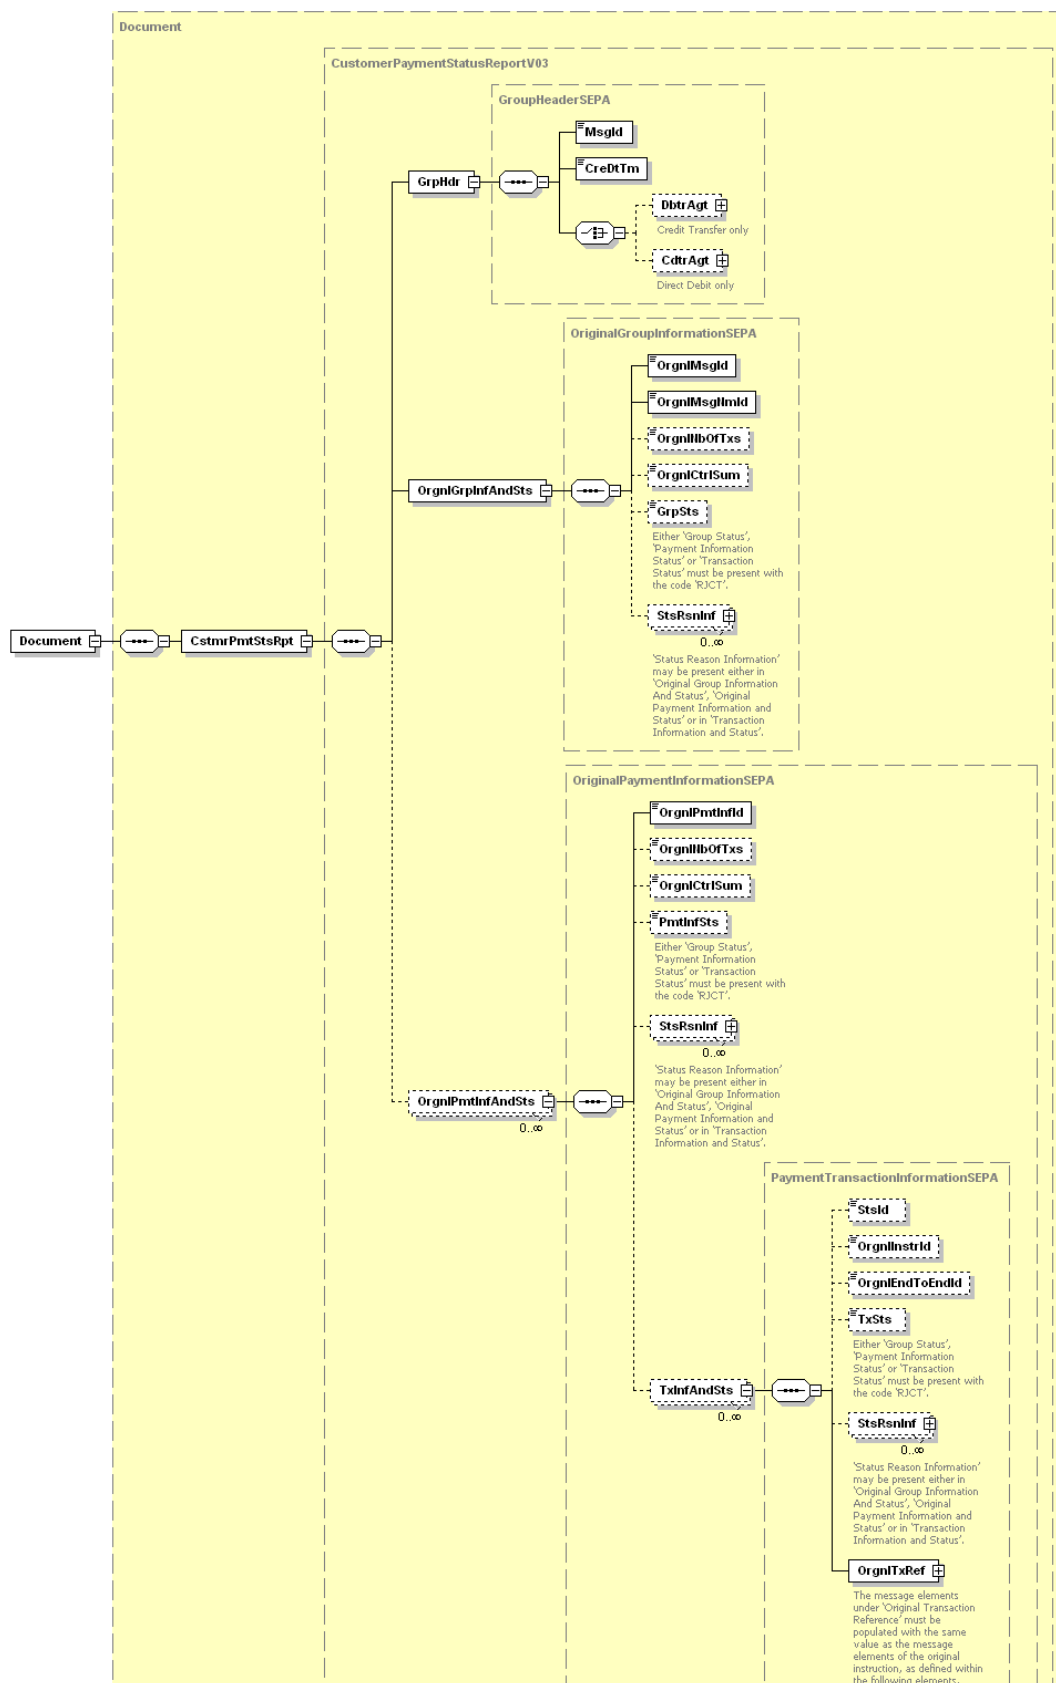 Document
CustomerPaymentStatusReportV03
GroupHeaderSEPA
MsgId
CreDtTm
GrpHdr
DbtrAgt
Credit Transfer only
CdtrAgt
Direct Debit only
OriginalGroupInformationSEPA
OrgnlMsgId
OrgnlMsgNmId
OrgnlNbOfTxs
OrgnlCtrlSum
OrgnlGrpInfAndSts
GrpSts
Either 'Group Status',
'Payment Information
Status' or 'Transaction
Status' must be present with
the code 'RJCT'.
StsRsnInf
0..∞
Document
CstmrPmtStsRpt
'Status Reason Information'
may be present either in
'Original Group Information
And Status', 'Original
Payment Information and
Status' or in 'Transaction
Information and Status'.
OriginalPaymentInformationSEPA
OrgnlPmtInfId
OrgnlNbOfTxs
OrgnlCtrlSum
PmtInfSts
Either 'Group Status',
'Payment Information
Status' or 'Transaction
Status' must be present with
the code 'RJCT'.
StsRsnInf
0..∞
'Status Reason Information'
may be present either in
'Original Group Information
And Status', 'Original
Payment Information and
Status' or in 'Transaction
Information and Status'.
OrgnlPmtInfAndSts
0..∞
PaymentTransactionInformationSEPA
StsId
OrgnlInstrId
OrgnlEndToEndId
TxSts
Either 'Group Status',
'Payment Information
Status' or 'Transaction
Status' must be present with
the code 'RJCT'.
TxInfAndSts
0..∞
StsRsnInf
0..∞
'Status Reason Information'
may be present either in
'Original Group Information
And Status', 'Original
Payment Information and
Status' or in 'Transaction
Information and Status'.
OrgnlTxRef
The message elements
under 'Original Transaction
Reference' must be
populated with the same
value as the message
elements of the original
instruction, as defined within
the following elements.